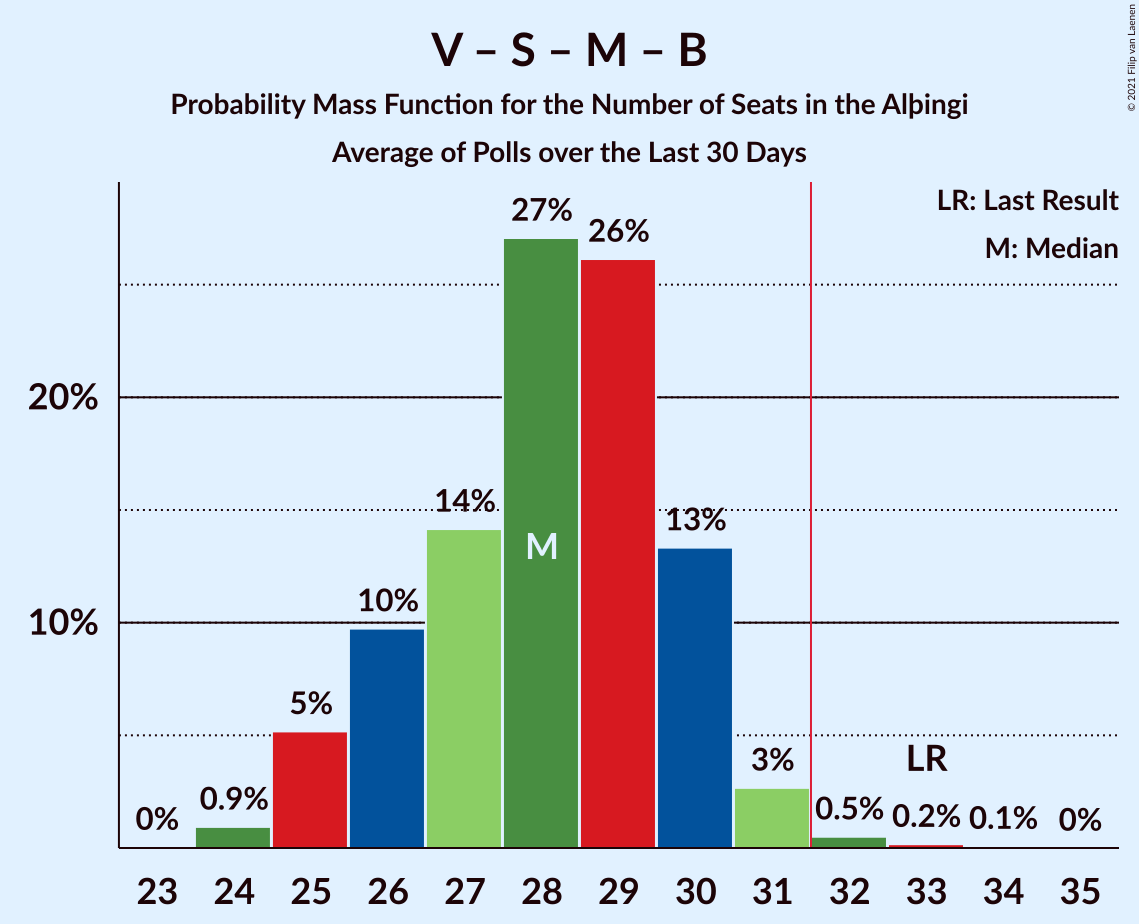 V – S – M – B
Probability Mass Function for the Number of Seats in the Alþingi
Average of Polls over the Last 30 Days
© 2021 Filip van Laenen
LR: Last Result
M: Median
20%
10%
0%
0.9%
5%
10%
14%
27%
26%
13%
3%
0.5%
0.2%
0.1%
0%
M
LR
23 24 25 26 27 28 29 30 31 32 33 34 35